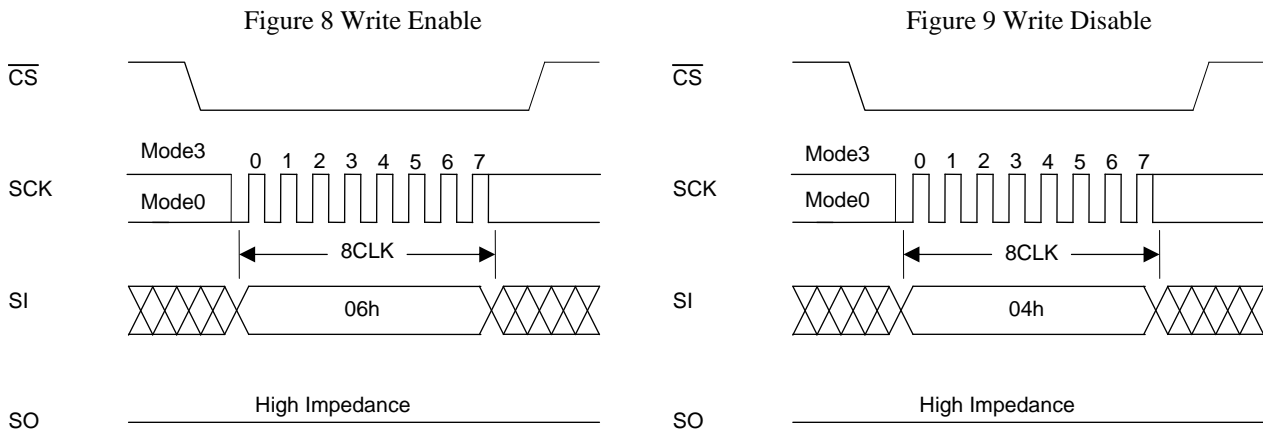 Figure 8 Write Enable
CS
Mode3
0 1 2 3 4 5 6 7
SCK
Mode0
8CLK
SI
06h
High Impedance
SO
Figure 9 Write Disable
CS
Mode3
0 1 2 3 4 5 6 7
SCK
Mode0
8CLK
SI
04h
High Impedance
SO